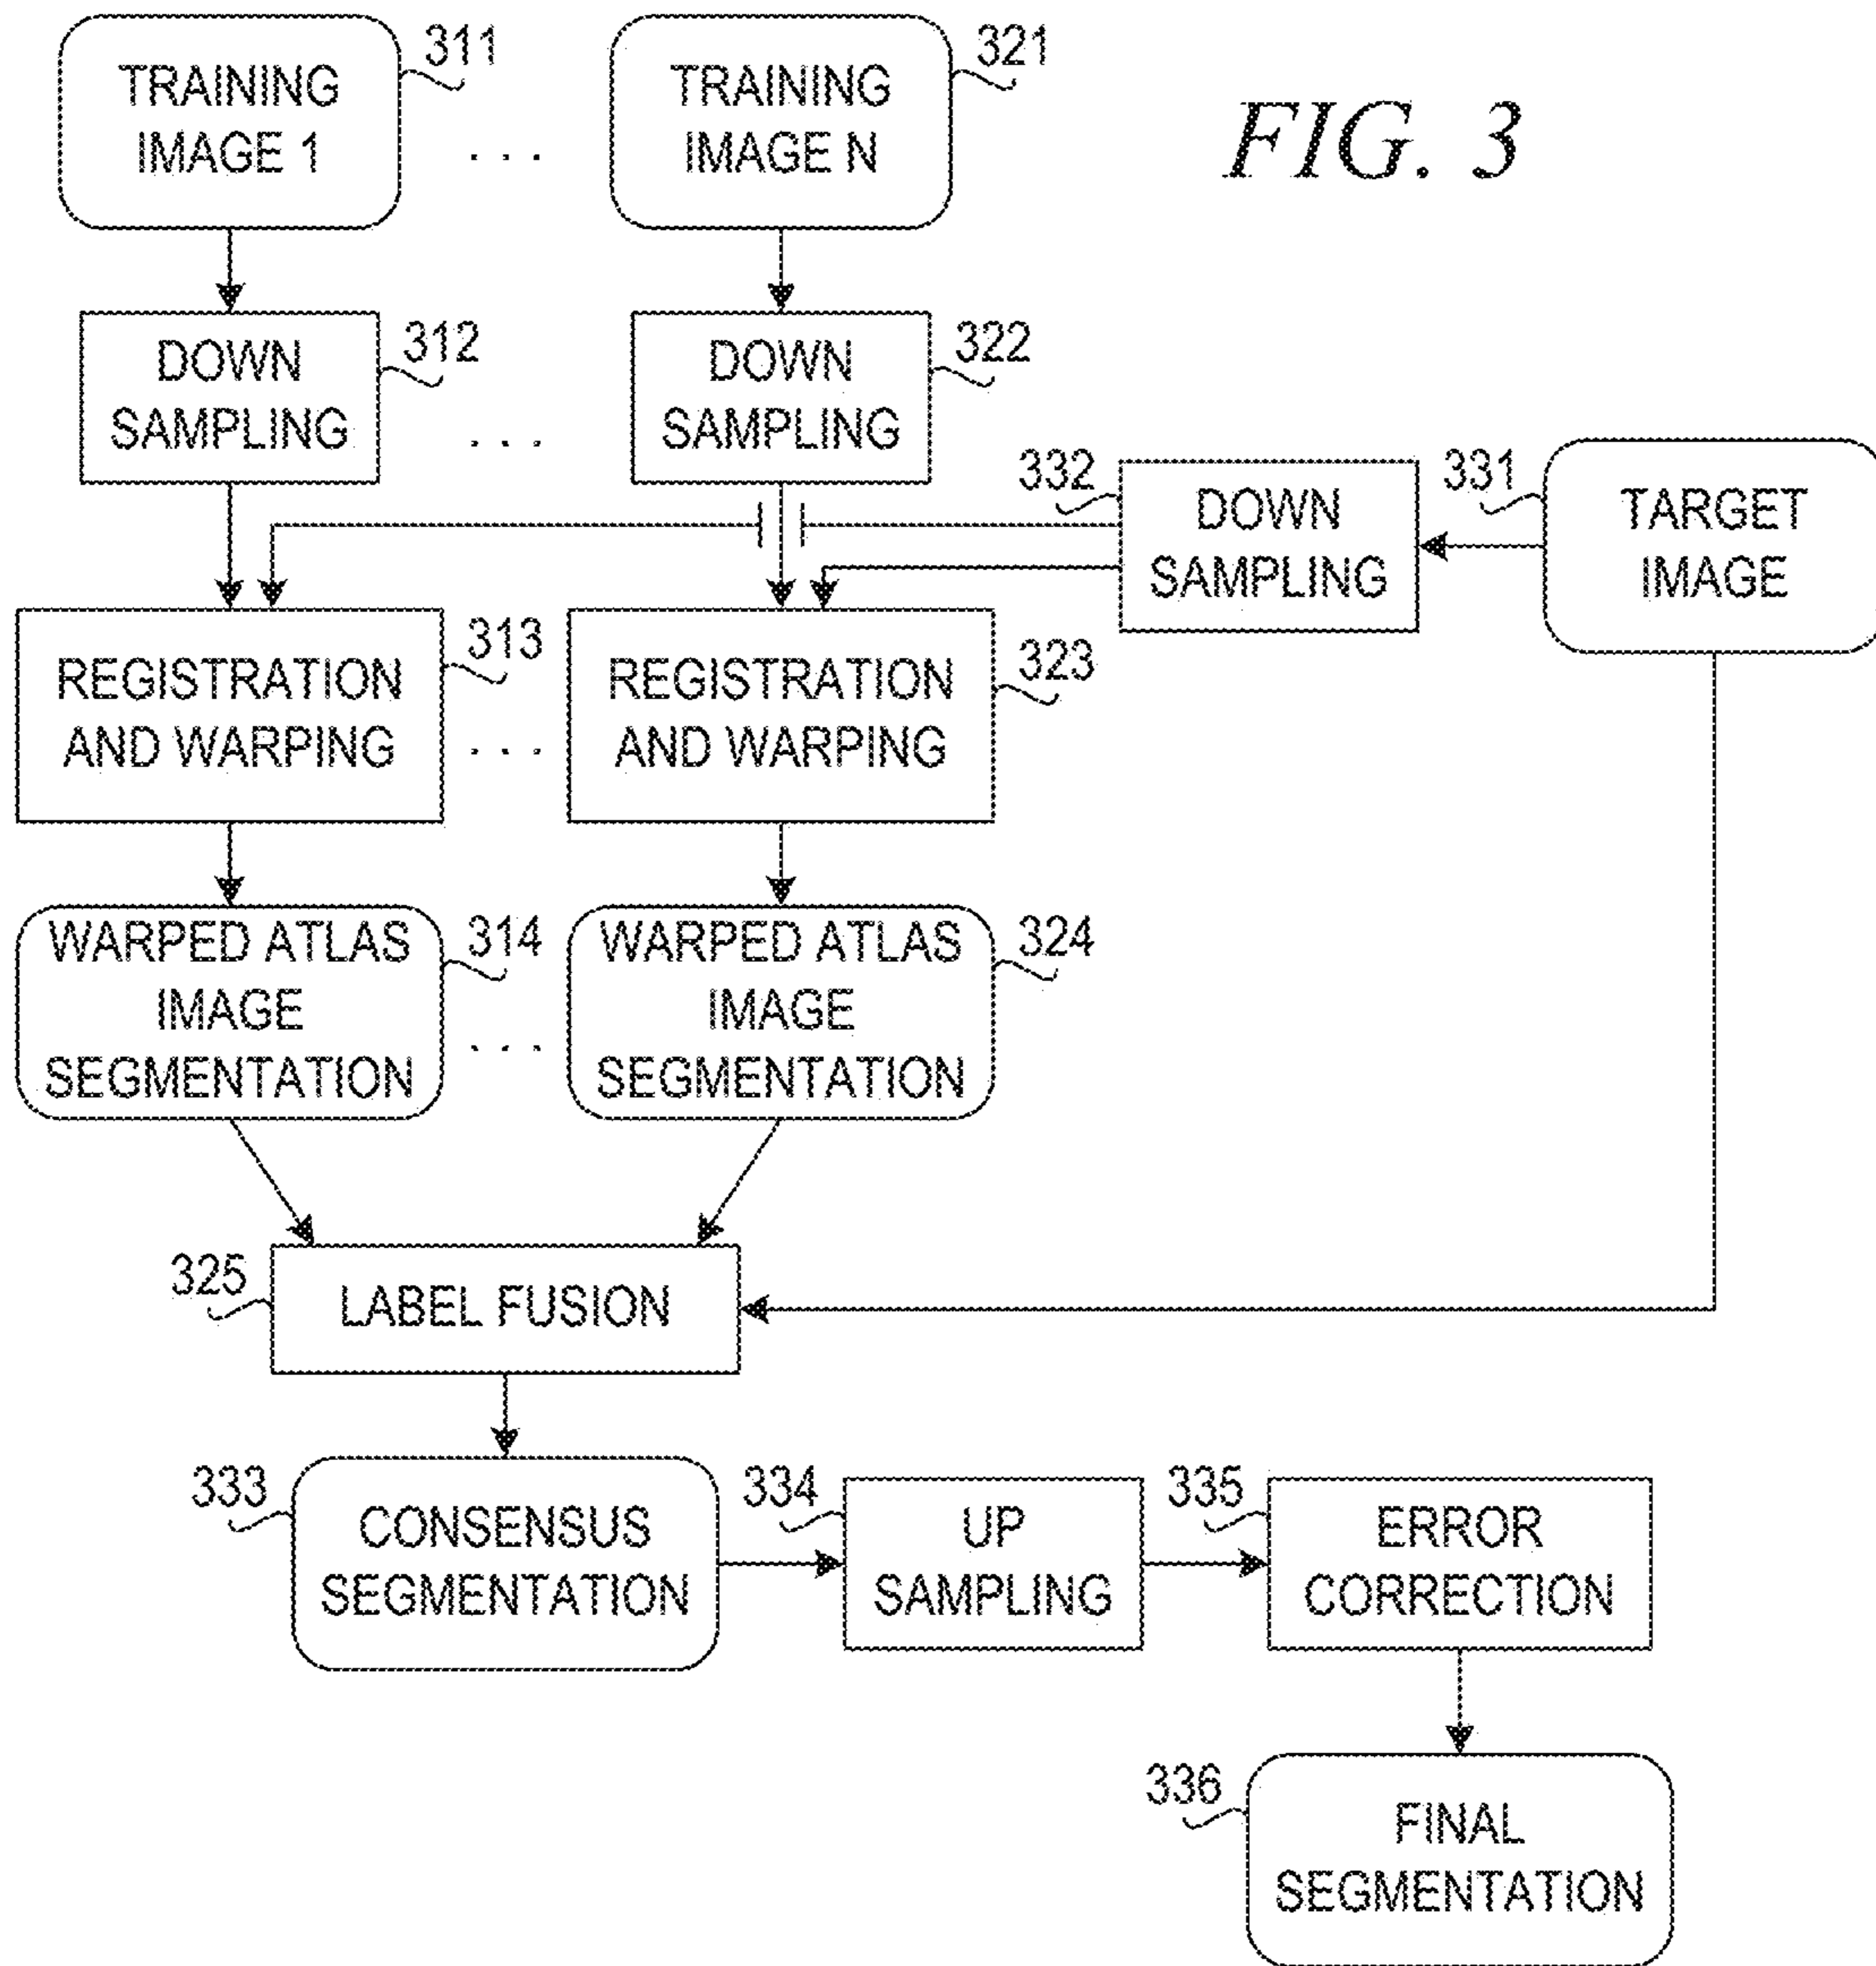 311
TRAINING
IMAGE 1
. . .
321
TRAINING
IMAGE N
FIG. 3
DOWN
SAMPLING
312
. . .
DOWN
SAMPLING
322
332
DOWN
SAMPLING
331
TARGET
IMAGE
REGISTRATION
AND WARPING
313
. . .
REGISTRATION
AND WARPING
323
WARPED ATLAS
IMAGE
SEGMENTATION
314
. . .
WARPED ATLAS
IMAGE
SEGMENTATION
324
325
LABEL FUSION
333
CONSENSUS
SEGMENTATION
334
UP
SAMPLING
335
ERROR
CORRECTION
336
FINAL
SEGMENTATION